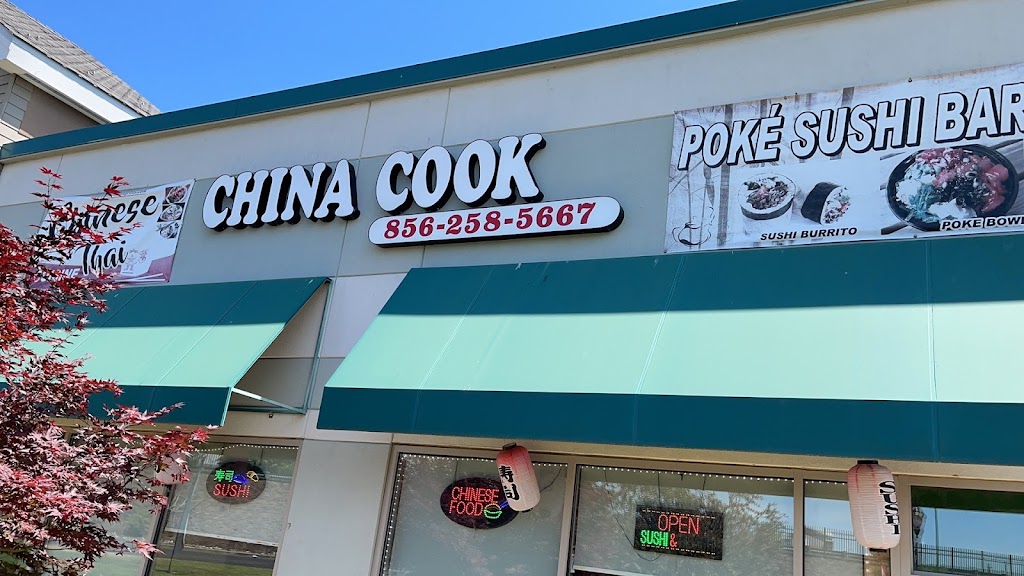 Chinese
Thai
CHINA COOK
856-258-5667
POKÉ SUSHI BAR
SUSHI BURRITO
POKE BOWL
寿司
SUSHI
CHINESE
FOOD
寿司
OPEN
SUSHI &
SUSHI